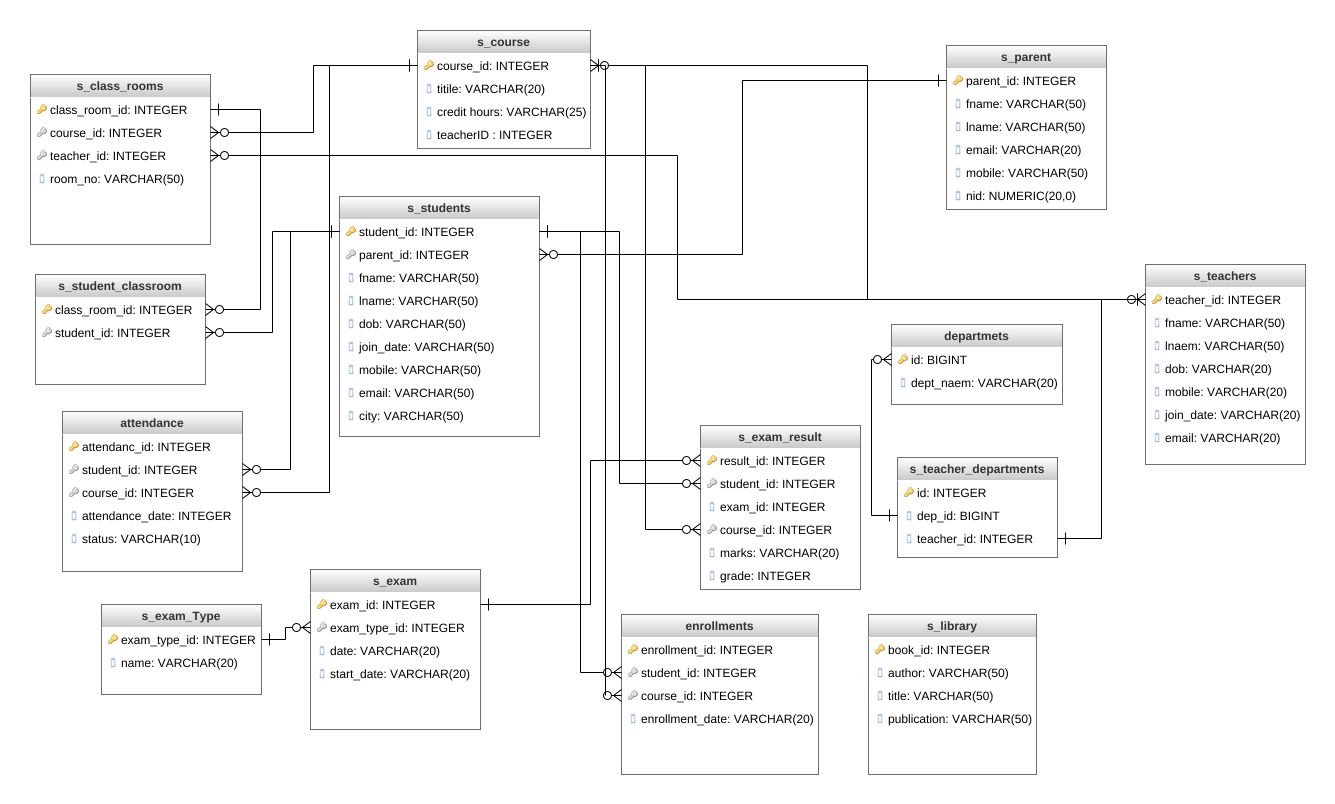 s_course
course_id: INTEGER
titile: VARCHAR(20)
credit hours: VARCHAR(25)
teacherID : INTEGER
s_parent
parent_id: INTEGER
fname: VARCHAR(50)
lname: VARCHAR(50)
email: VARCHAR(20)
mobile: VARCHAR(50)
nid: NUMERIC(20,0)
s_class_rooms
class_room_id: INTEGER
course_id: INTEGER
teacher_id: INTEGER
room_no: VARCHAR(50)
s_students
student_id: INTEGER
parent_id: INTEGER
fname: VARCHAR(50)
lname: VARCHAR(50)
dob: VARCHAR(50)
join_date: VARCHAR(50)
mobile: VARCHAR(50)
email: VARCHAR(50)
city: VARCHAR(50)
s_student_classroom
class_room_id: INTEGER
student_id: INTEGER
s_teachers
teacher_id: INTEGER
fname: VARCHAR(50)
lnaem: VARCHAR(50)
dob: VARCHAR(20)
mobile: VARCHAR(20)
join_date: VARCHAR(20)
email: VARCHAR(20)
departmets
id: BIGINT
dept_naem: VARCHAR(20)
attendance
attendanc_id: INTEGER
student_id: INTEGER
course_id: INTEGER
attendance_date: INTEGER
status: VARCHAR(10)
s_exam_result
result_id: INTEGER
student_id: INTEGER
exam_id: INTEGER
course_id: INTEGER
marks: VARCHAR(20)
grade: INTEGER
s_teacher_departments
id: INTEGER
dep_id: BIGINT
teacher_id: INTEGER
s_exam_Type
exam_type_id: INTEGER
name: VARCHAR(20)
s_exam
exam_id: INTEGER
exam_type_id: INTEGER
date: VARCHAR(20)
start_date: VARCHAR(20)
enrollments
enrollment_id: INTEGER
student_id: INTEGER
course_id: INTEGER
enrollment_date: VARCHAR(20)
s_library
book_id: INTEGER
author: VARCHAR(50)
title: VARCHAR(50)
publication: VARCHAR(50)